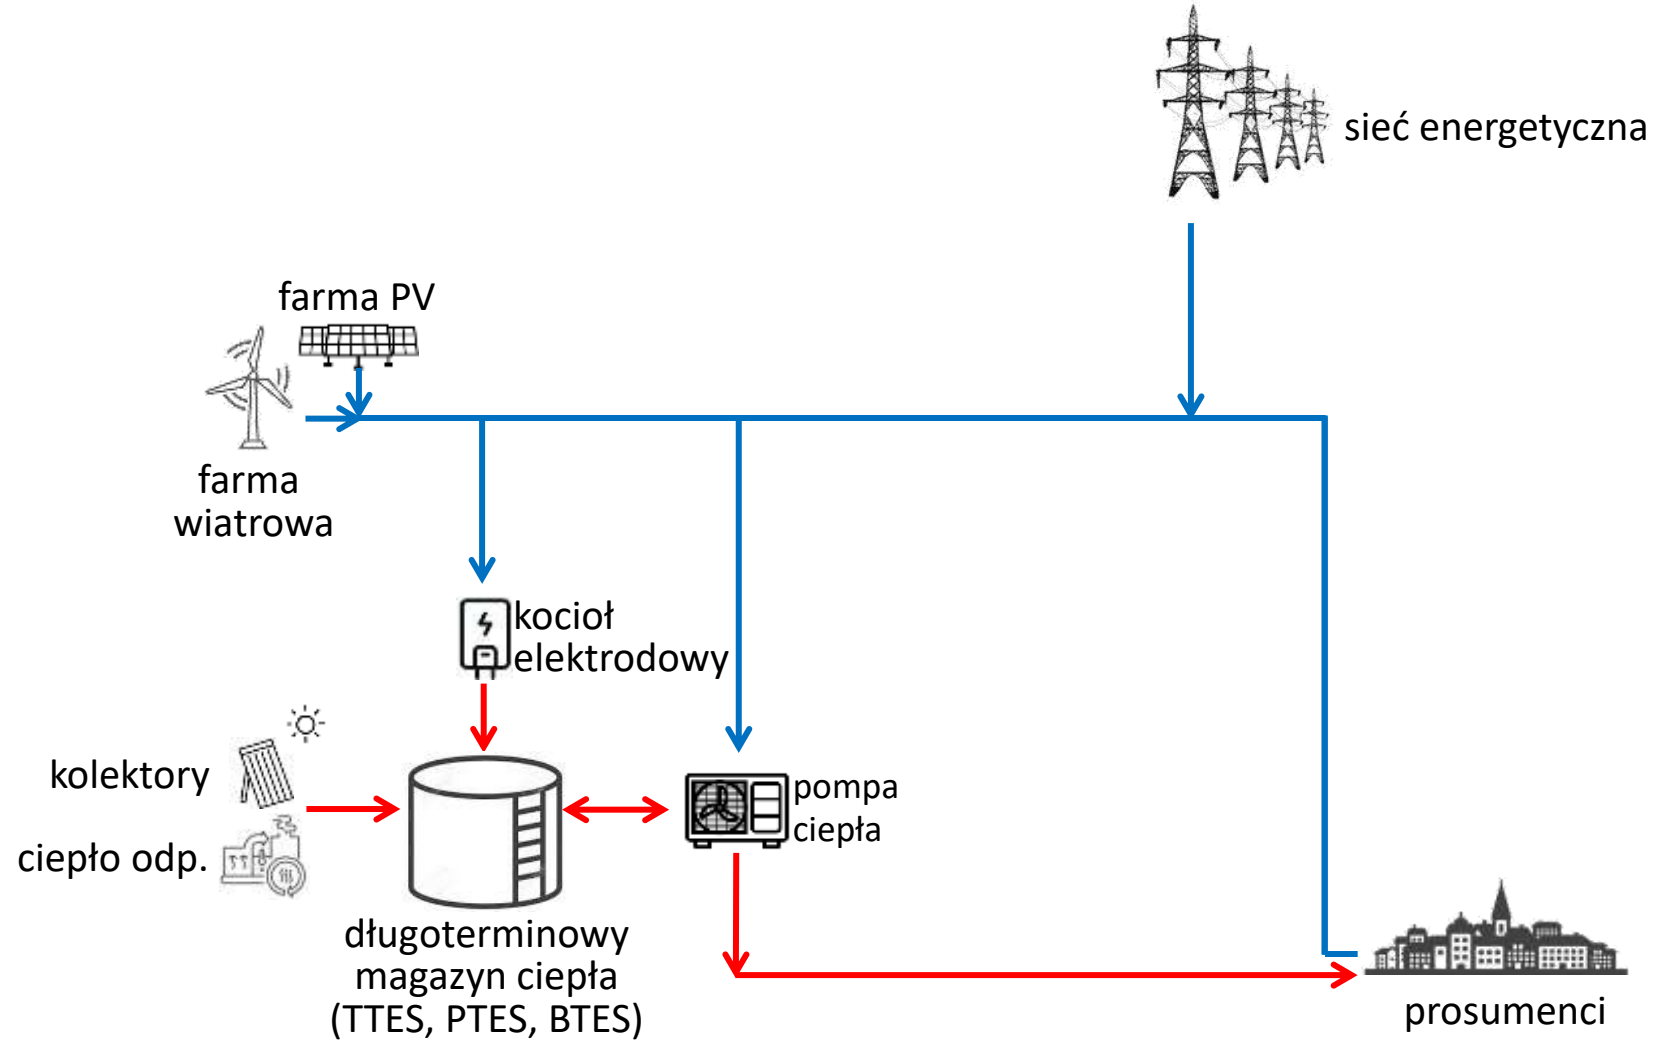 sieć energetyczna
farma PV
farma
wiatrowa
kocioł
elektrodowy
kolektory
pompa
ciepła
ciepło odp.
długoterminowy
magazyn ciepła
(TTES, PTES, BTES)
prosumenci